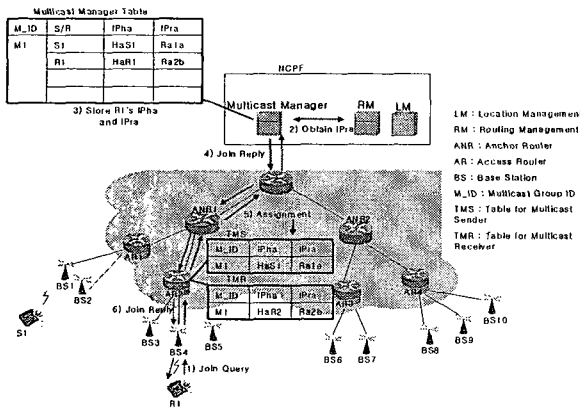 Multicast Manager Table
M_ID S/R IPha IPra
M1 S1 HaS1 Ra1a
R1 HaR1 Ra2b
3) Store R1's IPha
and IPra
NCPF
Multicast Manager RM LM
2) Obtain IPra
4) Join Reply
LM : Location Management
RM : Routing Management
ANR : Anchor Router
AR : Access Router
BS : Base Station
M_ID : Multicast Group ID
TMS : Table for Multicast
Sender
TMR : Table for Multicast
Receiver
ANR1
5) Assignment
ANR2
TMS
M_ID IPha IPra
M1 HaS1 Ra1a
TMR
M_ID IPha IPra
M1 HaR2 Ra2b
AR1
AR2
AR3
AR4
BS1
BS2
S1
6) Join Reply
BS3
BS4
BS5
BS6
BS7
BS8
BS9
BS10
1) Join Query
R1